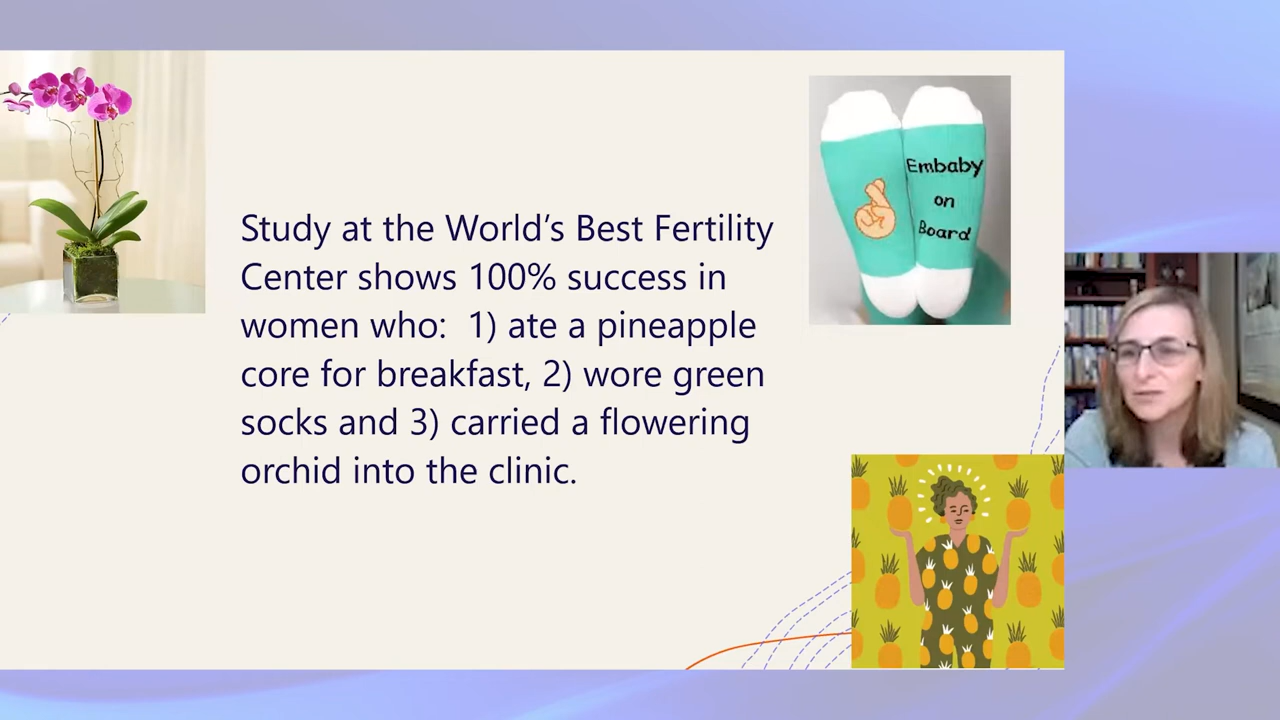 Study at the World’s Best Fertility
Center shows 100% success in
women who:  1) ate a pineapple
core for breakfast, 2) wore green
socks and 3) carried a flowering
orchid into the clinic.
Embaby
on
Board